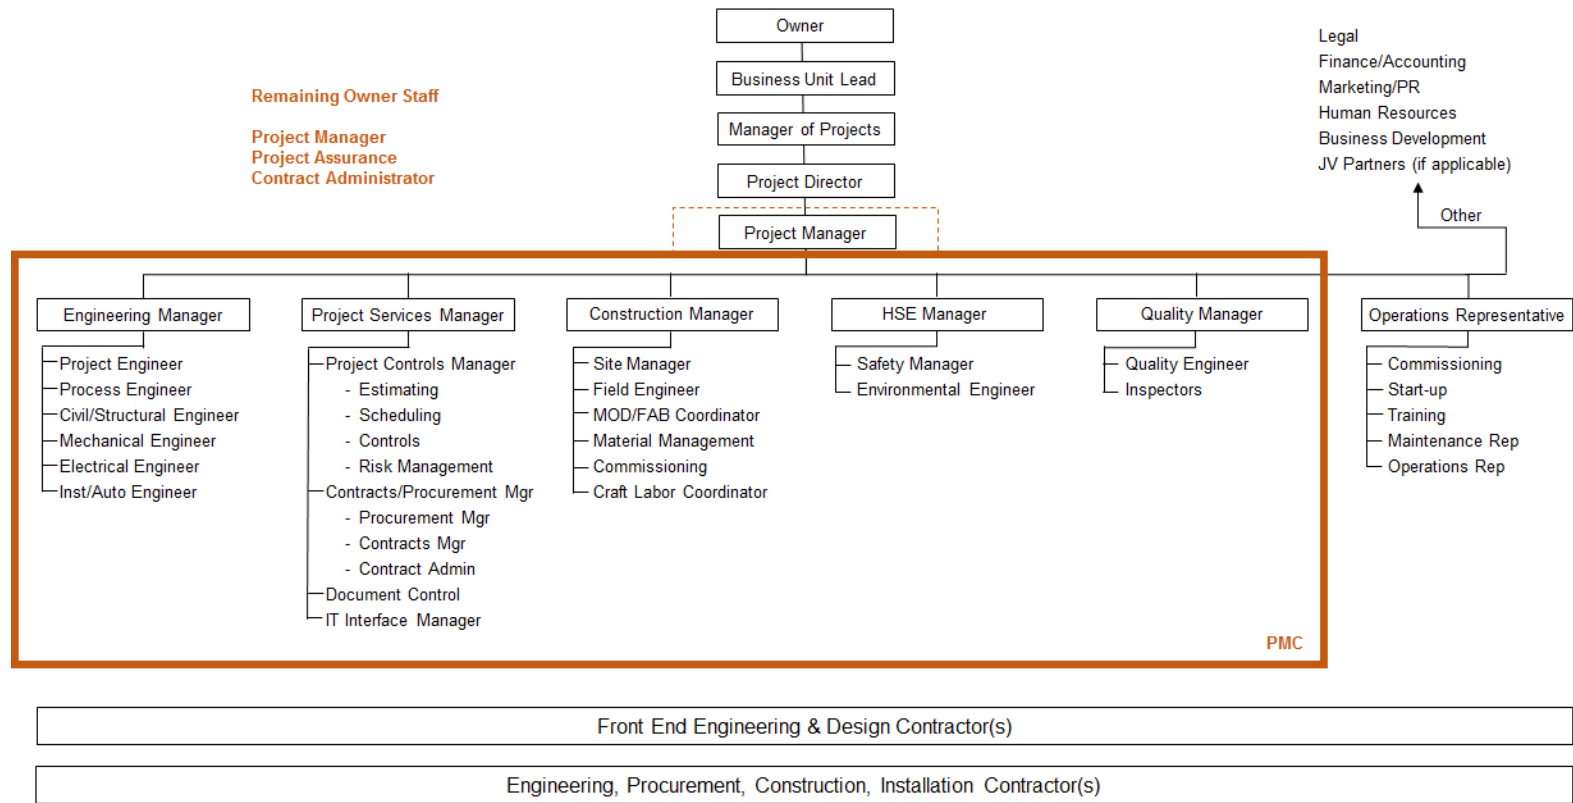 Owner
Business Unit Lead
Manager of Projects
Project Director
Project Manager
Remaining Owner Staff
Project Manager
Project Assurance
Contract Administrator
Legal
Finance/Accounting
Marketing/PR
Human Resources
Business Development
JV Partners (if applicable)
Other
Engineering Manager
Project Engineer
Process Engineer
Civil/Structural Engineer
Mechanical Engineer
Electrical Engineer
Inst/Auto Engineer
Project Services Manager
Project Controls Manager
- Estimating
- Scheduling
- Controls
- Risk Management
Contracts/Procurement Mgr
- Procurement Mgr
- Contracts Mgr
- Contract Admin
Document Control
IT Interface Manager
Construction Manager
Site Manager
Field Engineer
MOD/FAB Coordinator
Material Management
Commissioning
Craft Labor Coordinator
HSE Manager
Safety Manager
Environmental Engineer
Quality Manager
Quality Engineer
Inspectors
Operations Representative
Commissioning
Start-up
Training
Maintenance Rep
Operations Rep
PMC
Front End Engineering & Design Contractor(s)
Engineering, Procurement, Construction, Installation Contractor(s)